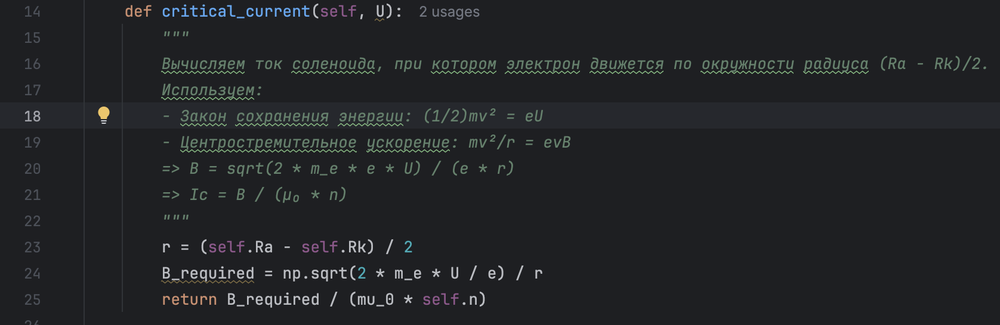 14 def critical_current(self, U): 2 usages
15 """
16 Вычисляем ток соленоида, при котором электрон движется по окружности радиуса (Ra - Rk)/2.
17 Используем:
18 - Закон сохранения энергии: (1/2)mv² = eU
19 - Центростремительное ускорение: mv²/r = evB
20 => B = sqrt(2 * m_e * e * U) / (e * r)
21 => Ic = B / (μ₀ * n)
22 """
23 r = (self.Ra - self.Rk) / 2
24 B_required = np.sqrt(2 * m_e * U / e) / r
25 return B_required / (mu_0 * self.n)
26